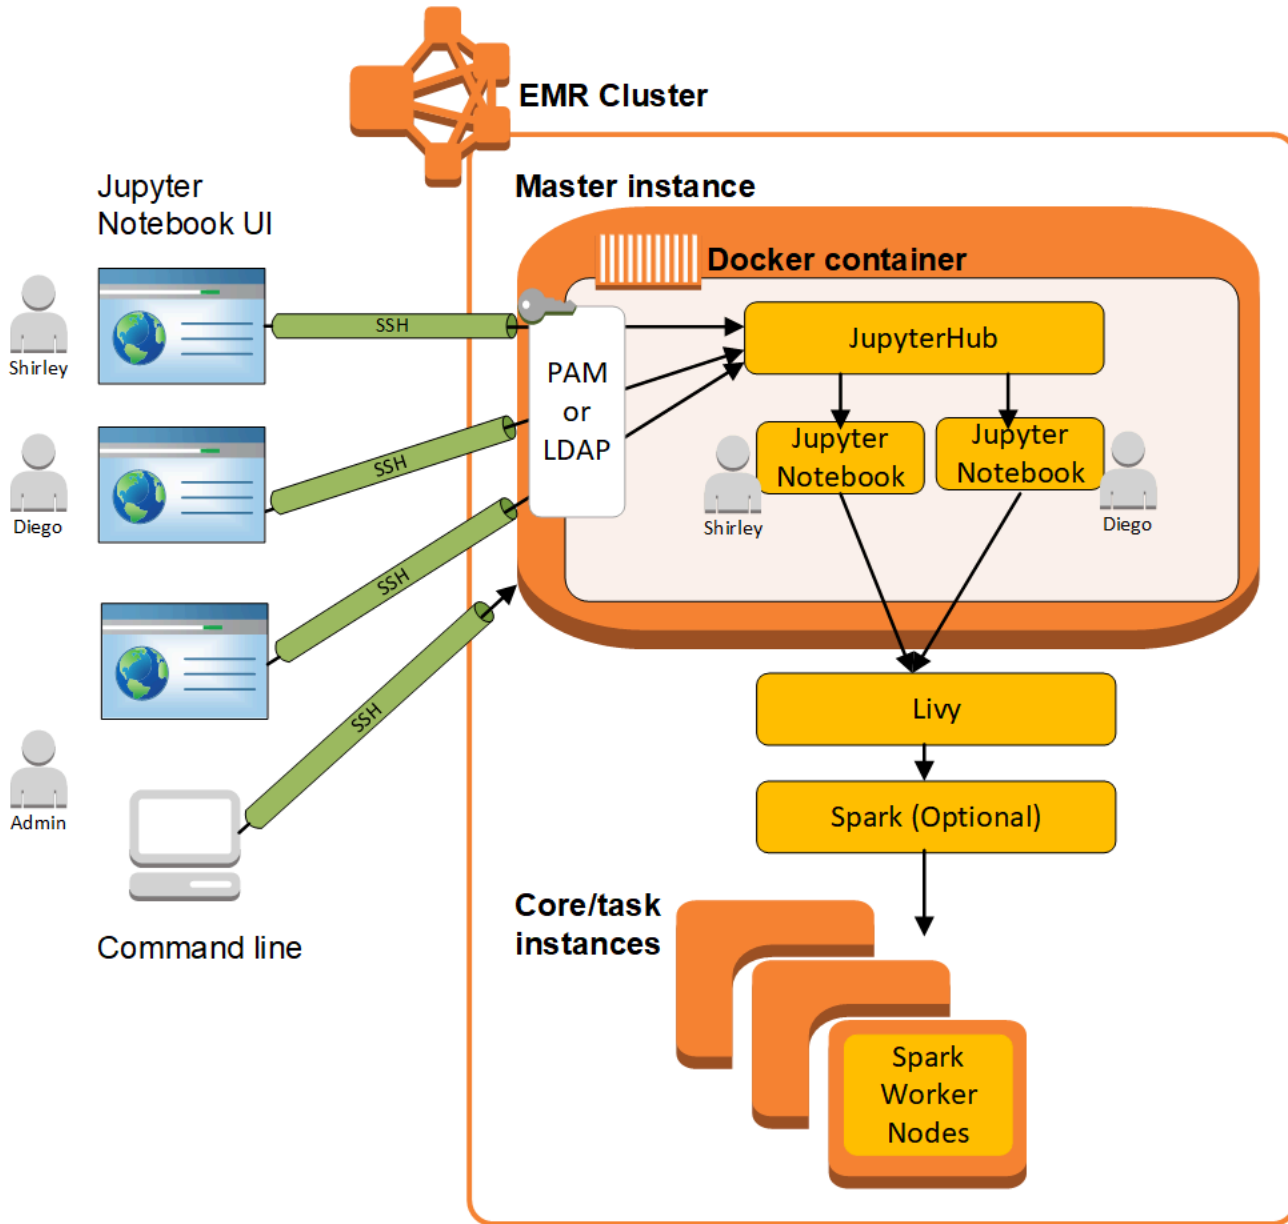 EMR Cluster
Jupyter
Notebook UI
Master instance
Docker container
Shirley
SSH
PAM
or
LDAP
JupyterHub
Jupyter
Notebook
Jupyter
Notebook
Shirley
Diego
Diego
SSH
SSH
SSH
Admin
Command line
Livy
Spark (Optional)
Core/task
instances
Spark
Worker
Nodes